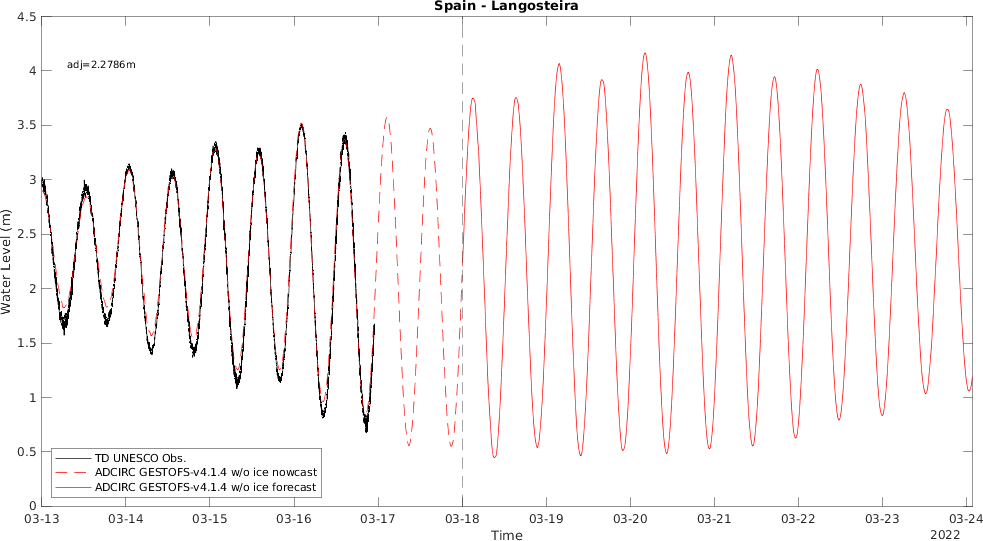 Spain - Langosteira
4.5
4
3.5
3
2.5
2
1.5
1
0.5
0
Water Level (m)
adj=2.2786m
TD UNESCO Obs.
ADCIRC GESTOFS-v4.1.4 w/o ice nowcast
ADCIRC GESTOFS-v4.1.4 w/o ice forecast
03-13 03-14 03-15 03-16 03-17 03-18 03-19 03-20 03-21 03-22 03-23 03-24
Time
2022